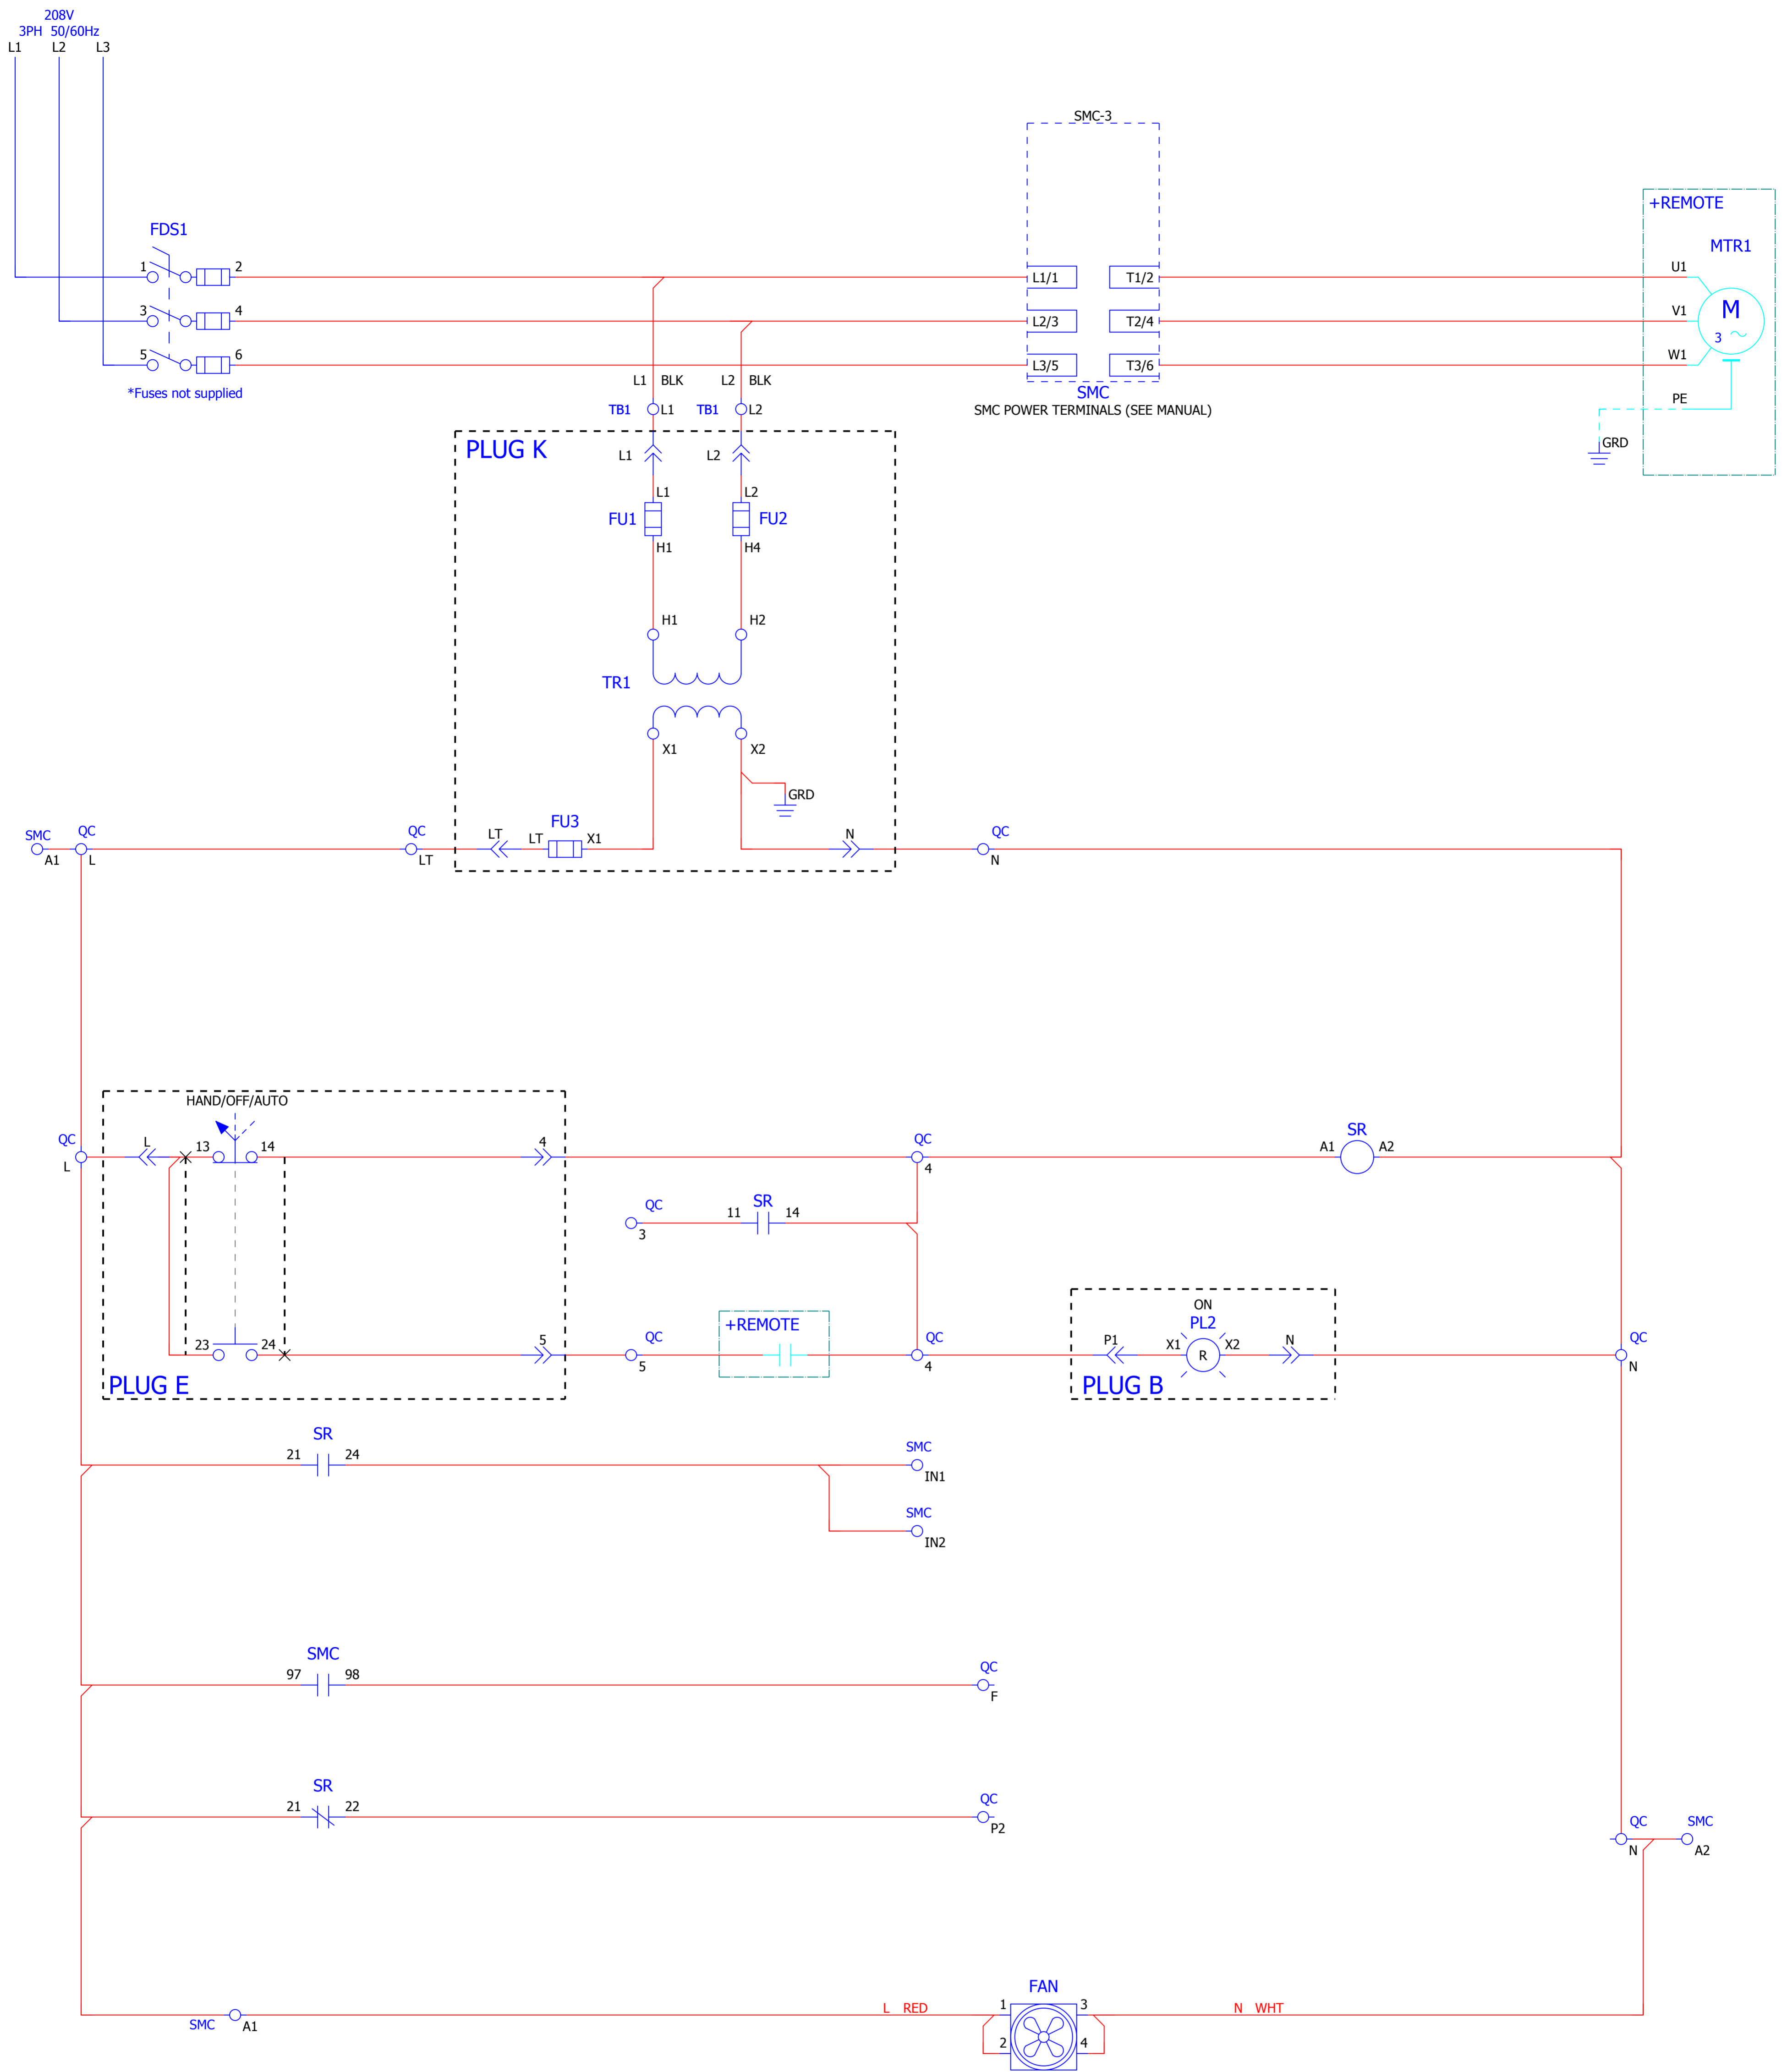 208V
3PH 50/60Hz
L1 L2 L3
SMC-3
+REMOTE
FDS1
MTR1
1 2 L1/1 T1/2 U1
M
3 4 L2/3 T2/4 V1
3
5 6 L3/5 T3/6 W1
*Fuses not supplied
L1 BLK L2 BLK
SMC
PE
TB1 L1 TB1 L2
SMC POWER TERMINALS (SEE MANUAL)
GRD
PLUG K
L1 L2
L1 L2
FU1 FU2
H1 H4
H1 H2
TR1
X1 X2
GRD
FU3
SMC QC QC LT LT X1 N QC
A1 L LT N
HAND/OFF/AUTO
QC L 13 14 4 QC SR
A1 A2
L 4
QC SR
11 14
3
ON
+REMOTE PL2
23 24 5 QC QC P1 X1 R X2 N QC
5 4 N
PLUG E PLUG B
SR
21 24 SMC
IN1
SMC
IN2
SMC
97 98 QC
F
SR
21 22 QC
P2
QC SMC
N A2
FAN
L RED 1 3 N WHT
SMC A1
2 4